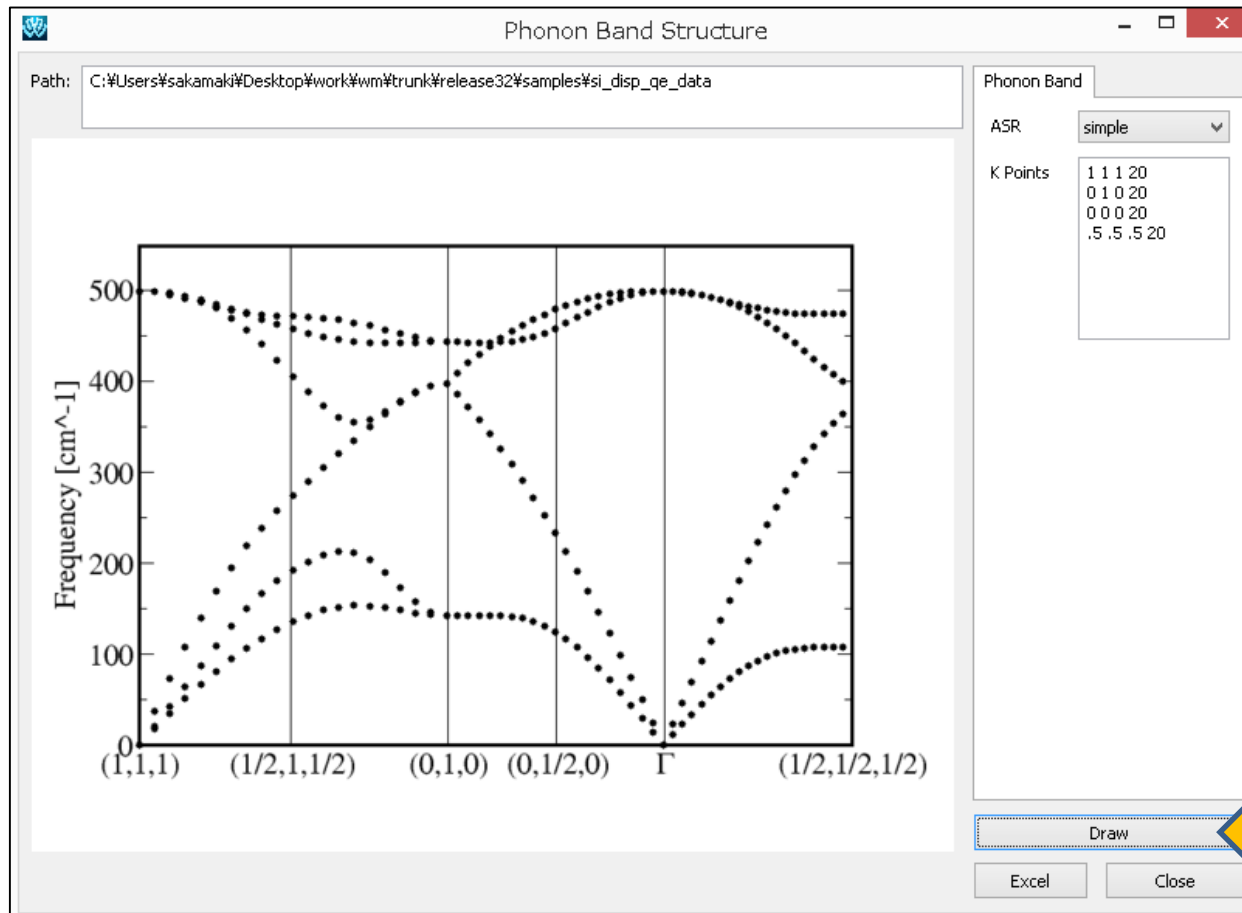 Phonon Band Structure
Path: C:¥Users¥sakamaki¥Desktop¥work¥wm¥trunk¥release32¥samples¥si_disp_qe_data
Phonon Band
ASR simple
K Points
1 1 1 20
0 1 0 20
0 0 0 20
.5 .5 .5 20
Frequency [cm^-1]
500
400
300
200
100
0
(1,1,1) (1/2,1,1/2) (0,1,0) (0,1/2,0) Γ (1/2,1/2,1/2)
Draw
Excel Close